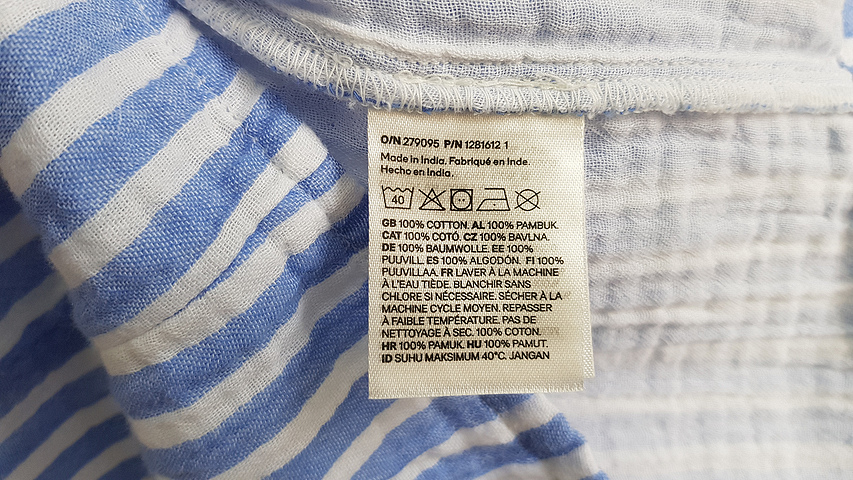 O/N 279095 P/N 1281612 1
Made in India. Fabriqué en Inde.
Hecho en India.
40
GB 100% COTTON. AL 100% PAMBUK.
CAT 100% COTÓ. CZ 100% BAVLNA.
DE 100% BAUMWOLLE. EE 100%
PUUVILL. ES 100% ALGODÓN. FI 100%
PUUVILLAA. FR LAVER À LA MACHINE
À L'EAU TIÈDE. BLANCHIR SANS
CHLORE SI NÉCESSAIRE. SÉCHER À LA
MACHINE CYCLE MOYEN. REPASSER
À FAIBLE TEMPÉRATURE. PAS DE
NETTOYAGE À SEC. 100% COTON.
HR 100% PAMUK. HU 100% PAMUT.
ID SUHU MAKSIMUM 40°C. JANGAN